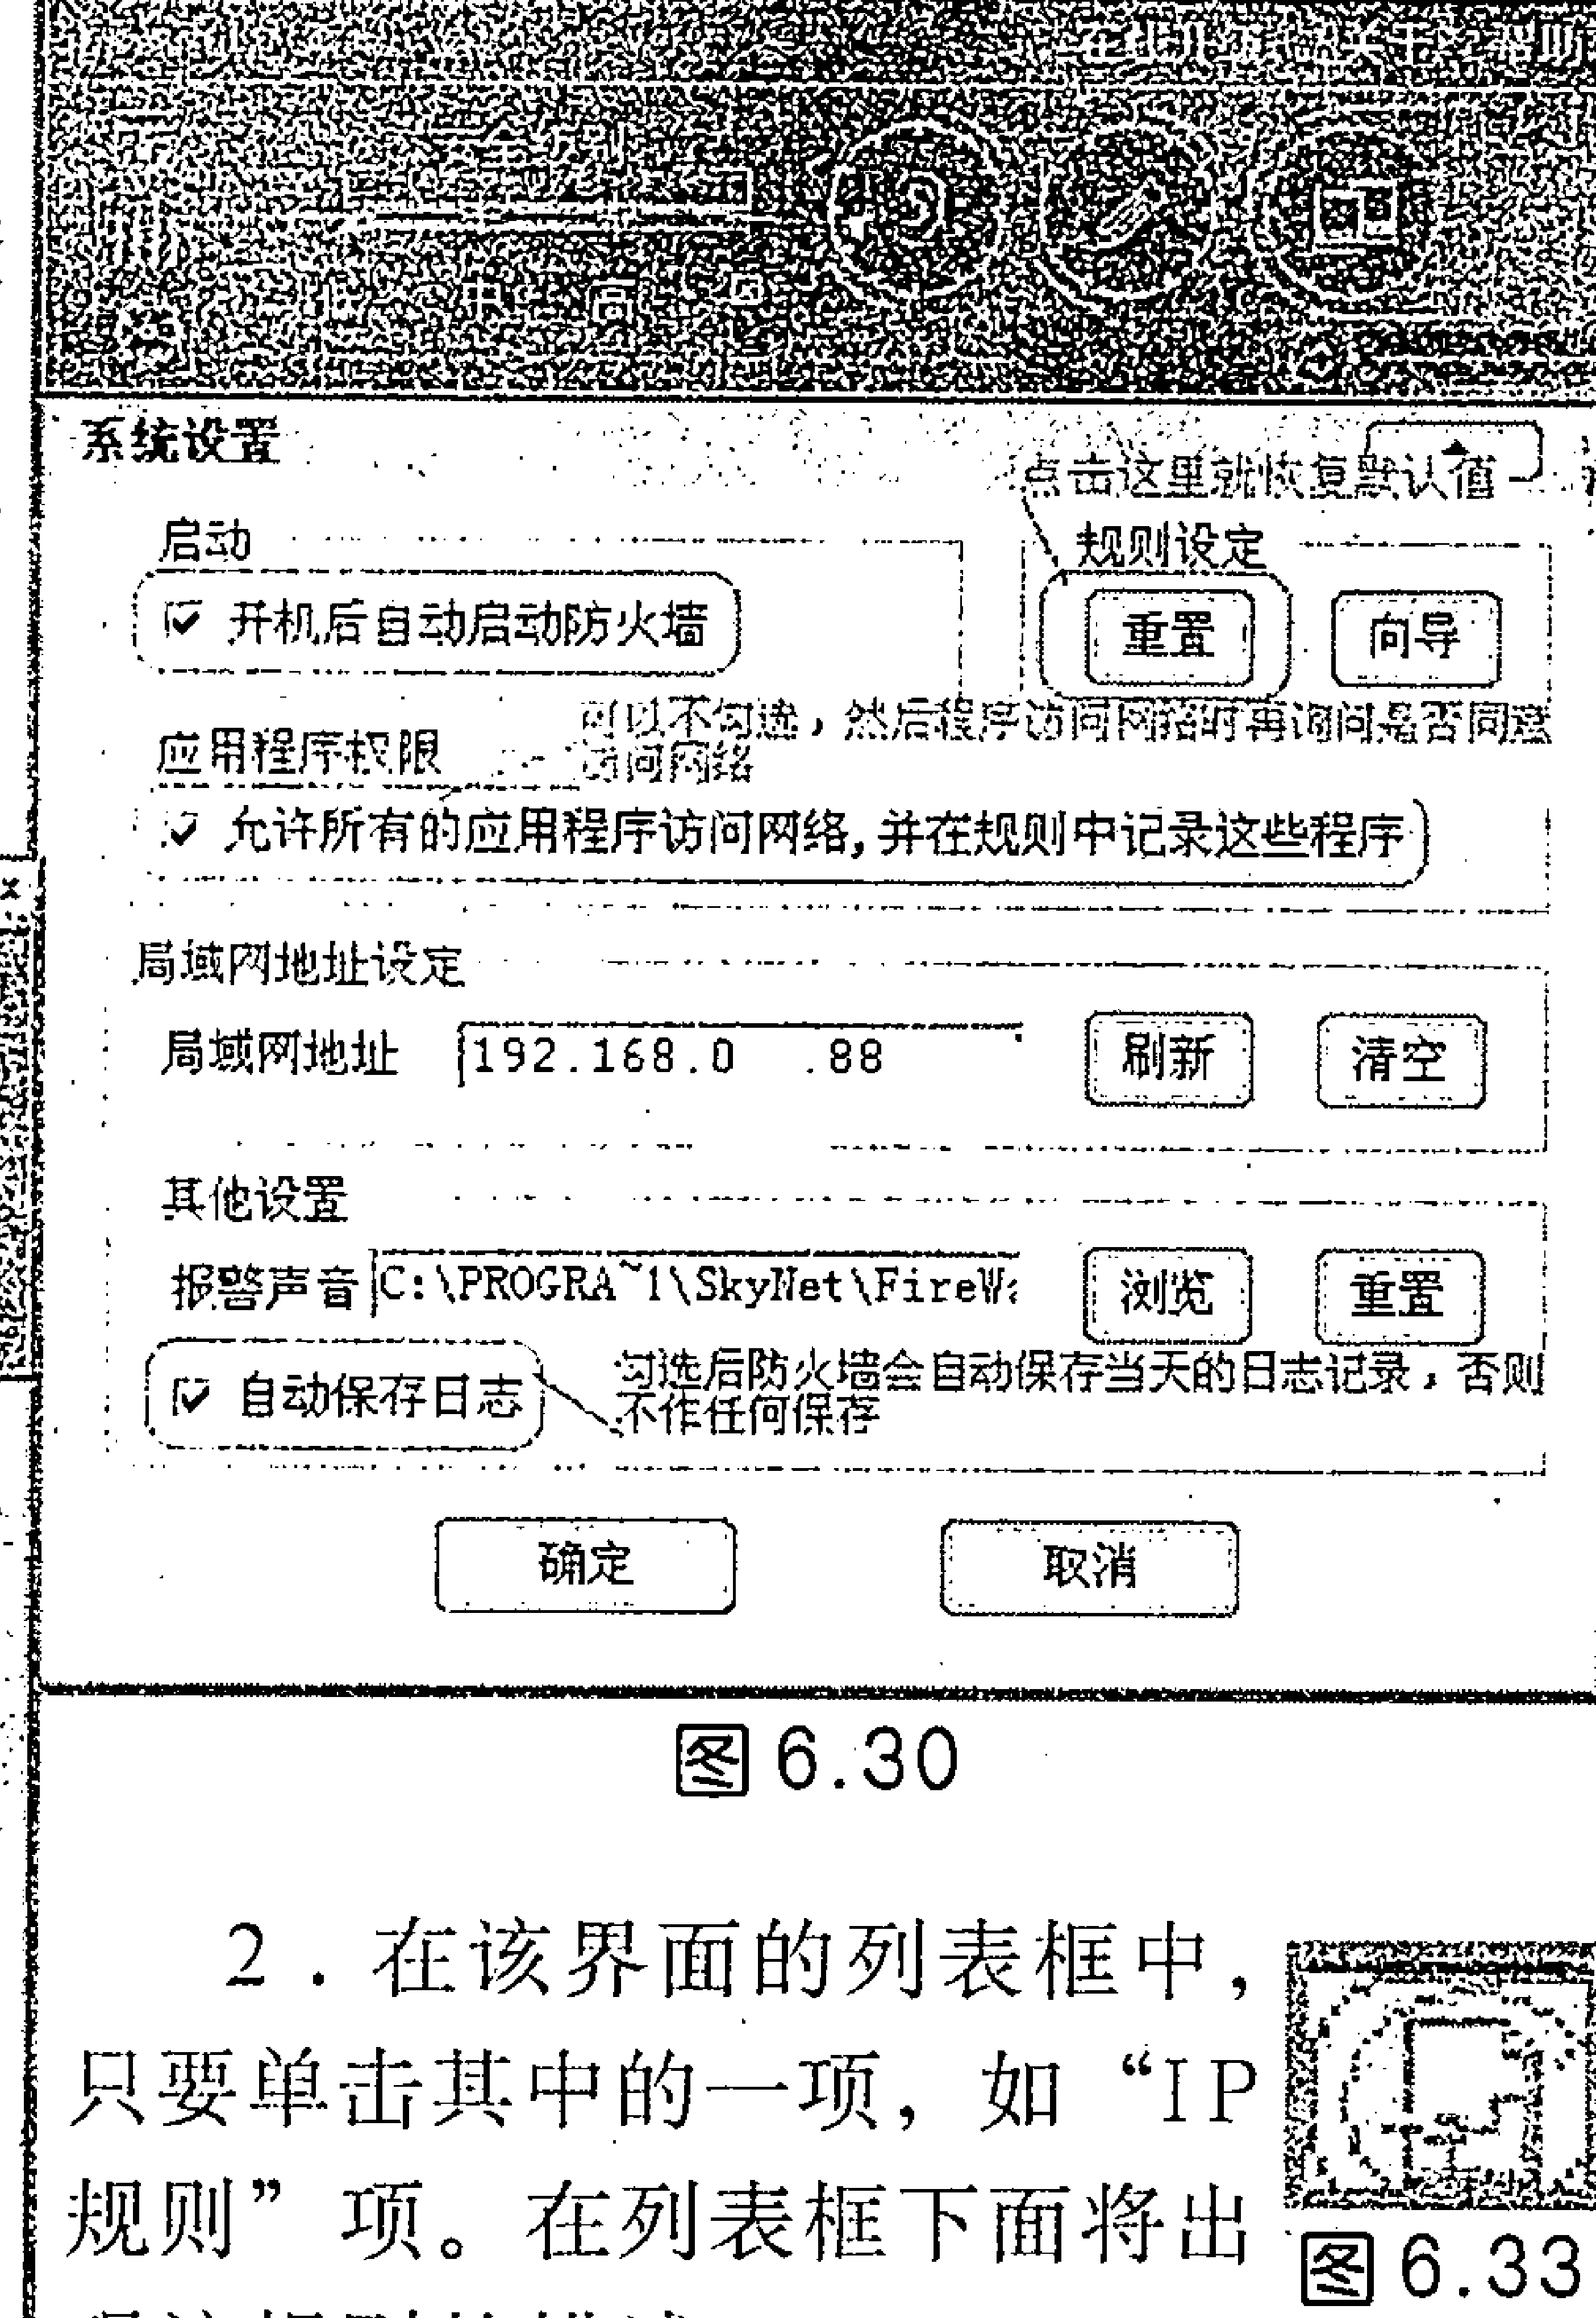 安全级别
低 中 高
系统设置
点击这里就恢复默认值
启动
规则设定
开机后自动启动防火墙
重置
向导
应用程序权限
可以不勾选，然后程序访问网络时再询问是否同意
访问网络
允许所有的应用程序访问网络,并在规则中记录这些程序
局域网地址设定
局域网地址
192.168.0 .88
刷新
清空
其他设置
报警声音
C:\PROGRA~1\SkyNet\FireWa
浏览
重置
自动保存日志
勾选后防火墙会自动保存当天的日志记录，否则
不作任何保存
确定
取消
图 6.30
2．在该界面的列表框中，
只要单击其中的一项，如“IP
规则”项。在列表框下面将出
图 6.33